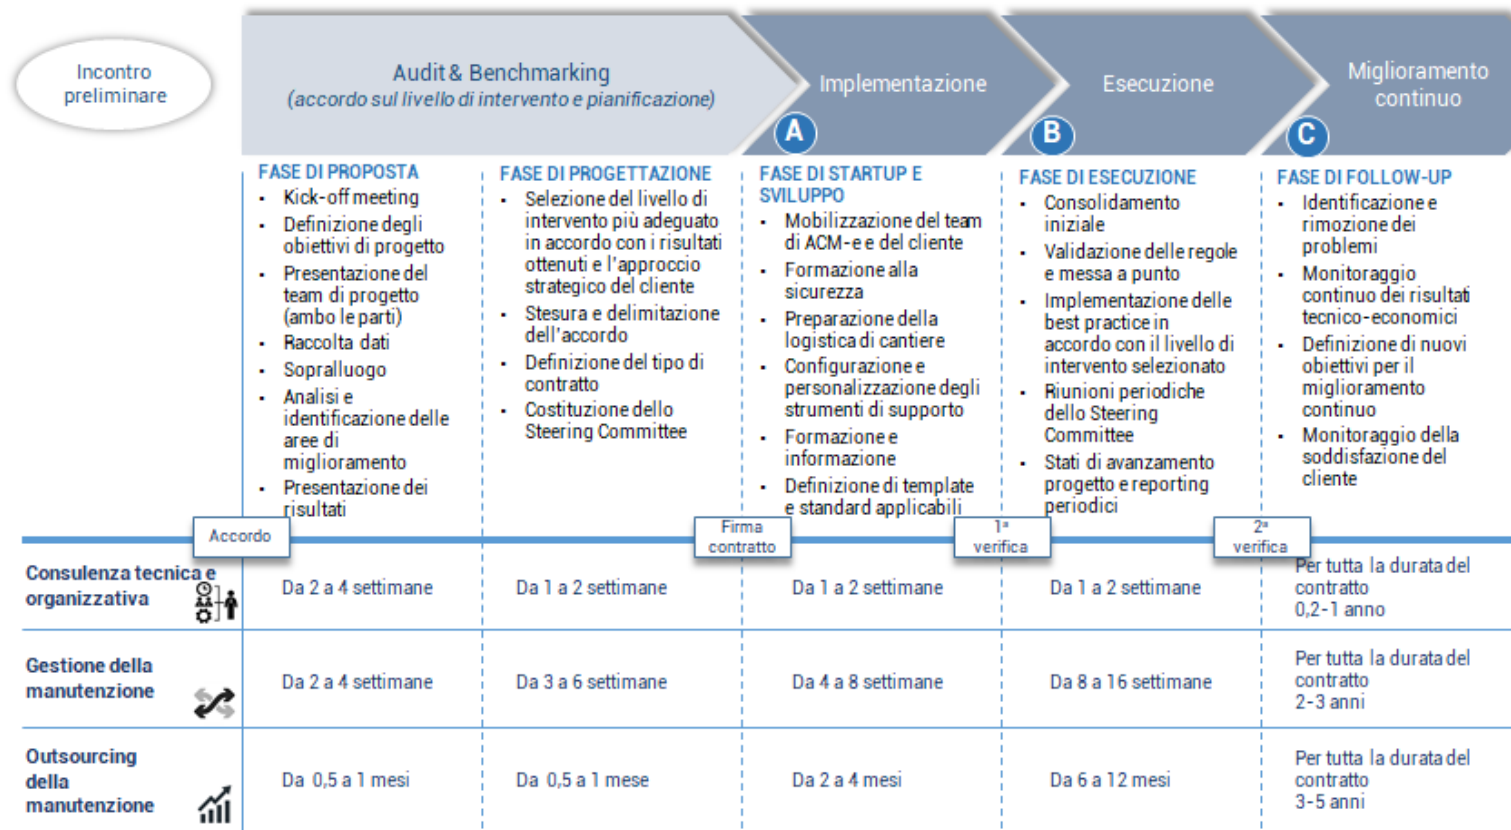 Incontro
preliminare
Audit & Benchmarking
(accordo sul livello di intervento e pianificazione)
Implementazione
Esecuzione
Miglioramento
continuo
A
B
C
FASE DI PROPOSTA
▪ Kick-off meeting
▪ Definizione degli
obiettivi di progetto
▪ Presentazione del
team di progetto
(ambo le parti)
▪ Raccolta dati
▪ Sopralluogo
▪ Analisi e
identificazione delle
aree di
miglioramento
▪ Presentazione dei
risultati
FASE DI PROGETTAZIONE
▪ Selezione del livello di
intervento più adeguato
in accordo con i risultati
ottenuti e l'approccio
strategico del cliente
▪ Stesura e delimitazione
dell'accordo
▪ Definizione del tipo di
contratto
▪ Costituzione dello
Steering Committee
FASE DI STARTUP E
SVILUPPO
▪ Mobilizzazione del team
di ACM-e e del cliente
▪ Formazione alla
sicurezza
▪ Preparazione della
logistica di cantiere
▪ Configurazione e
personalizzazione degli
strumenti di supporto
▪ Formazione e
informazione
▪ Definizione di template
e standard applicabili
FASE DI ESECUZIONE
▪ Consolidamento
iniziale
▪ Validazione delle regole
e messa a punto
▪ Implementazione delle
best practice in
accordo con il livello di
intervento selezionato
▪ Riunioni periodiche
dello Steering
Committee
▪ Stati di avanzamento
progetto e reporting
periodici
FASE DI FOLLOW-UP
▪ Identificazione e
rimozione dei
problemi
▪ Monitoraggio
continuo dei risultati
tecnico-economici
▪ Definizione di nuovi
obiettivi per il
miglioramento
continuo
▪ Monitoraggio della
soddisfazione del
cliente
Accordo
Firma
contratto
1ª
verifica
2ª
verifica
Consulenza tecnica e
organizzativa
Da 2 a 4 settimane
Da 1 a 2 settimane
Da 1 a 2 settimane
Da 1 a 2 settimane
Per tutta la durata del
contratto
0,2-1 anno
Gestione della
manutenzione
Da 2 a 4 settimane
Da 3 a 6 settimane
Da 4 a 8 settimane
Da 8 a 16 settimane
Per tutta la durata del
contratto
2-3 anni
Outsourcing
della
manutenzione
Da 0,5 a 1 mesi
Da 0,5 a 1 mese
Da 2 a 4 mesi
Da 6 a 12 mesi
Per tutta la durata del
contratto
3-5 anni